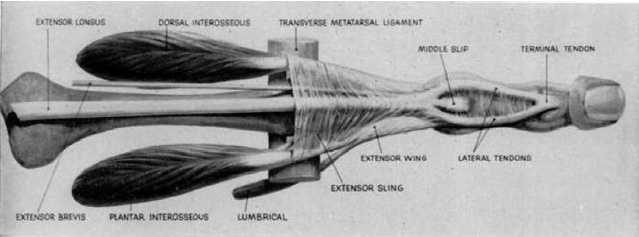 EXTENSOR LONGUS
DORSAL INTEROSSEOUS
TRANSVERSE METATARSAL LIGAMENT
MIDDLE SLIP
TERMINAL TENDON
EXTENSOR WING
LATERAL TENDONS
EXTENSOR SLING
EXTENSOR BREVIS
PLANTAR INTEROSSEOUS
LUMBRICAL